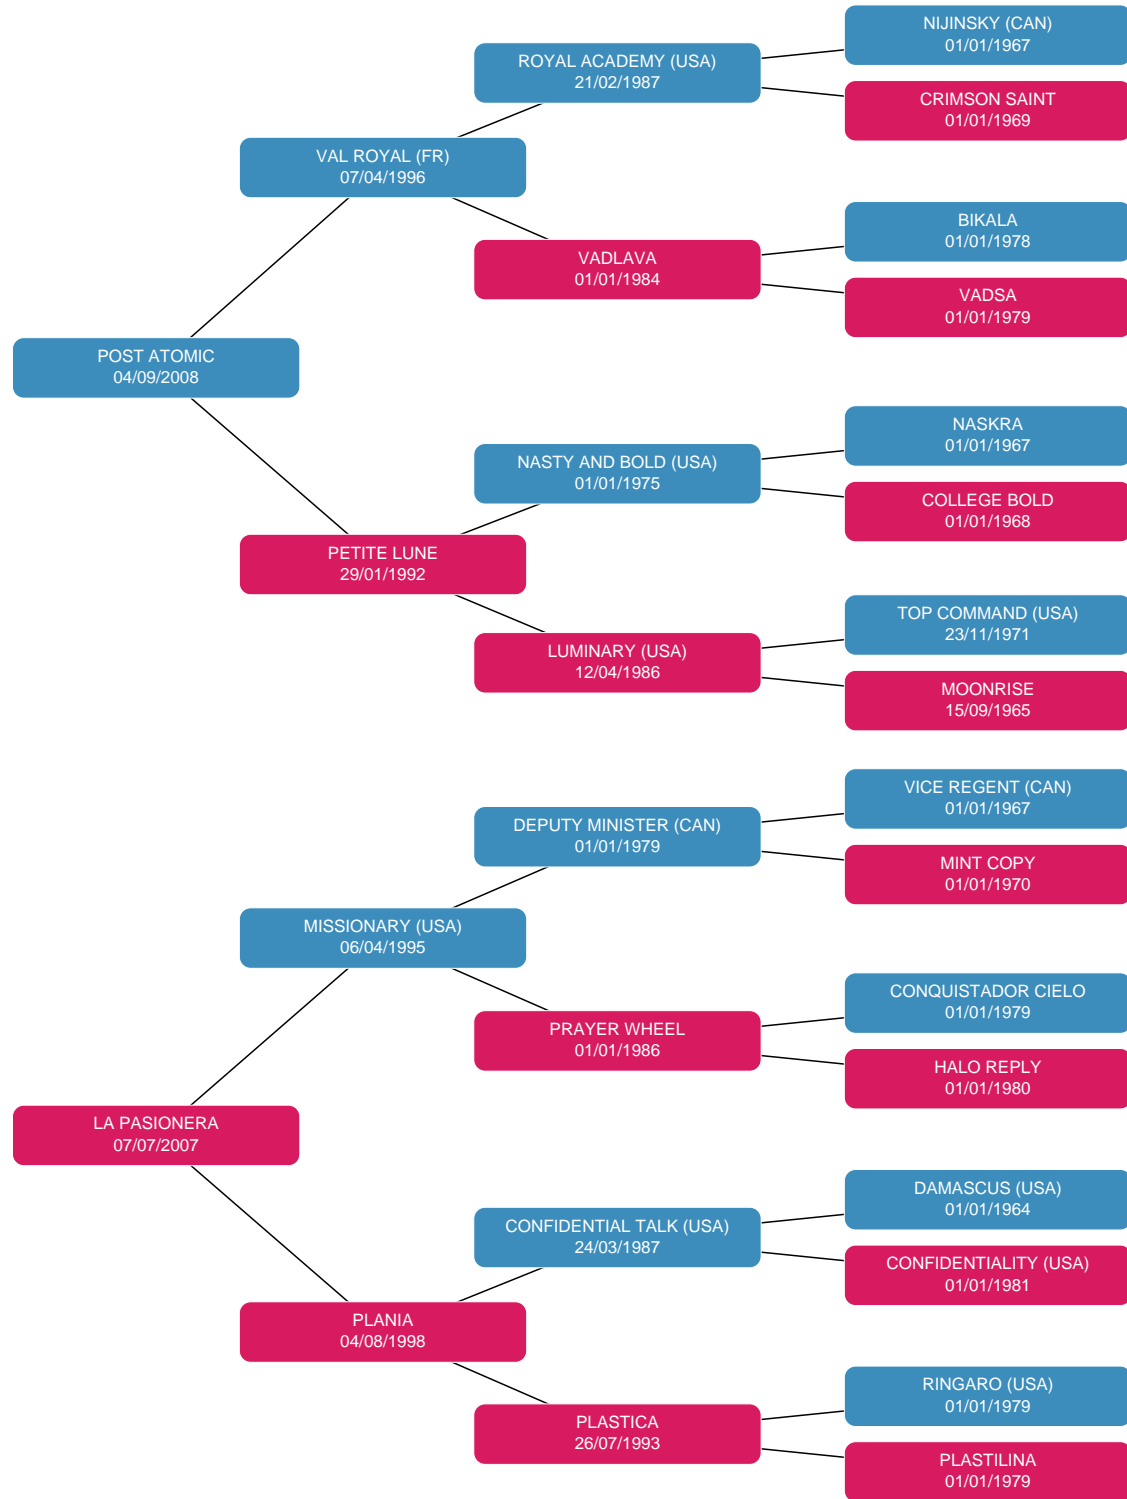 NIJINSKY (CAN)
01/01/1967
ROYAL ACADEMY (USA)
21/02/1987
CRIMSON SAINT
01/01/1969
VAL ROYAL (FR)
07/04/1996
BIKALA
01/01/1978
VADLAVA
01/01/1984
VADSA
01/01/1979
POST ATOMIC
04/09/2008
NASKRA
01/01/1967
NASTY AND BOLD (USA)
01/01/1975
COLLEGE BOLD
01/01/1968
PETITE LUNE
29/01/1992
TOP COMMAND (USA)
23/11/1971
LUMINARY (USA)
12/04/1986
MOONRISE
15/09/1965
VICE REGENT (CAN)
01/01/1967
DEPUTY MINISTER (CAN)
01/01/1979
MINT COPY
01/01/1970
MISSIONARY (USA)
06/04/1995
CONQUISTADOR CIELO
01/01/1979
PRAYER WHEEL
01/01/1986
HALO REPLY
01/01/1980
LA PASIONERA
07/07/2007
DAMASCUS (USA)
01/01/1964
CONFIDENTIAL TALK (USA)
24/03/1987
CONFIDENTIALITY (USA)
01/01/1981
PLANIA
04/08/1998
RINGARO (USA)
01/01/1979
PLASTICA
26/07/1993
PLASTILINA
01/01/1979